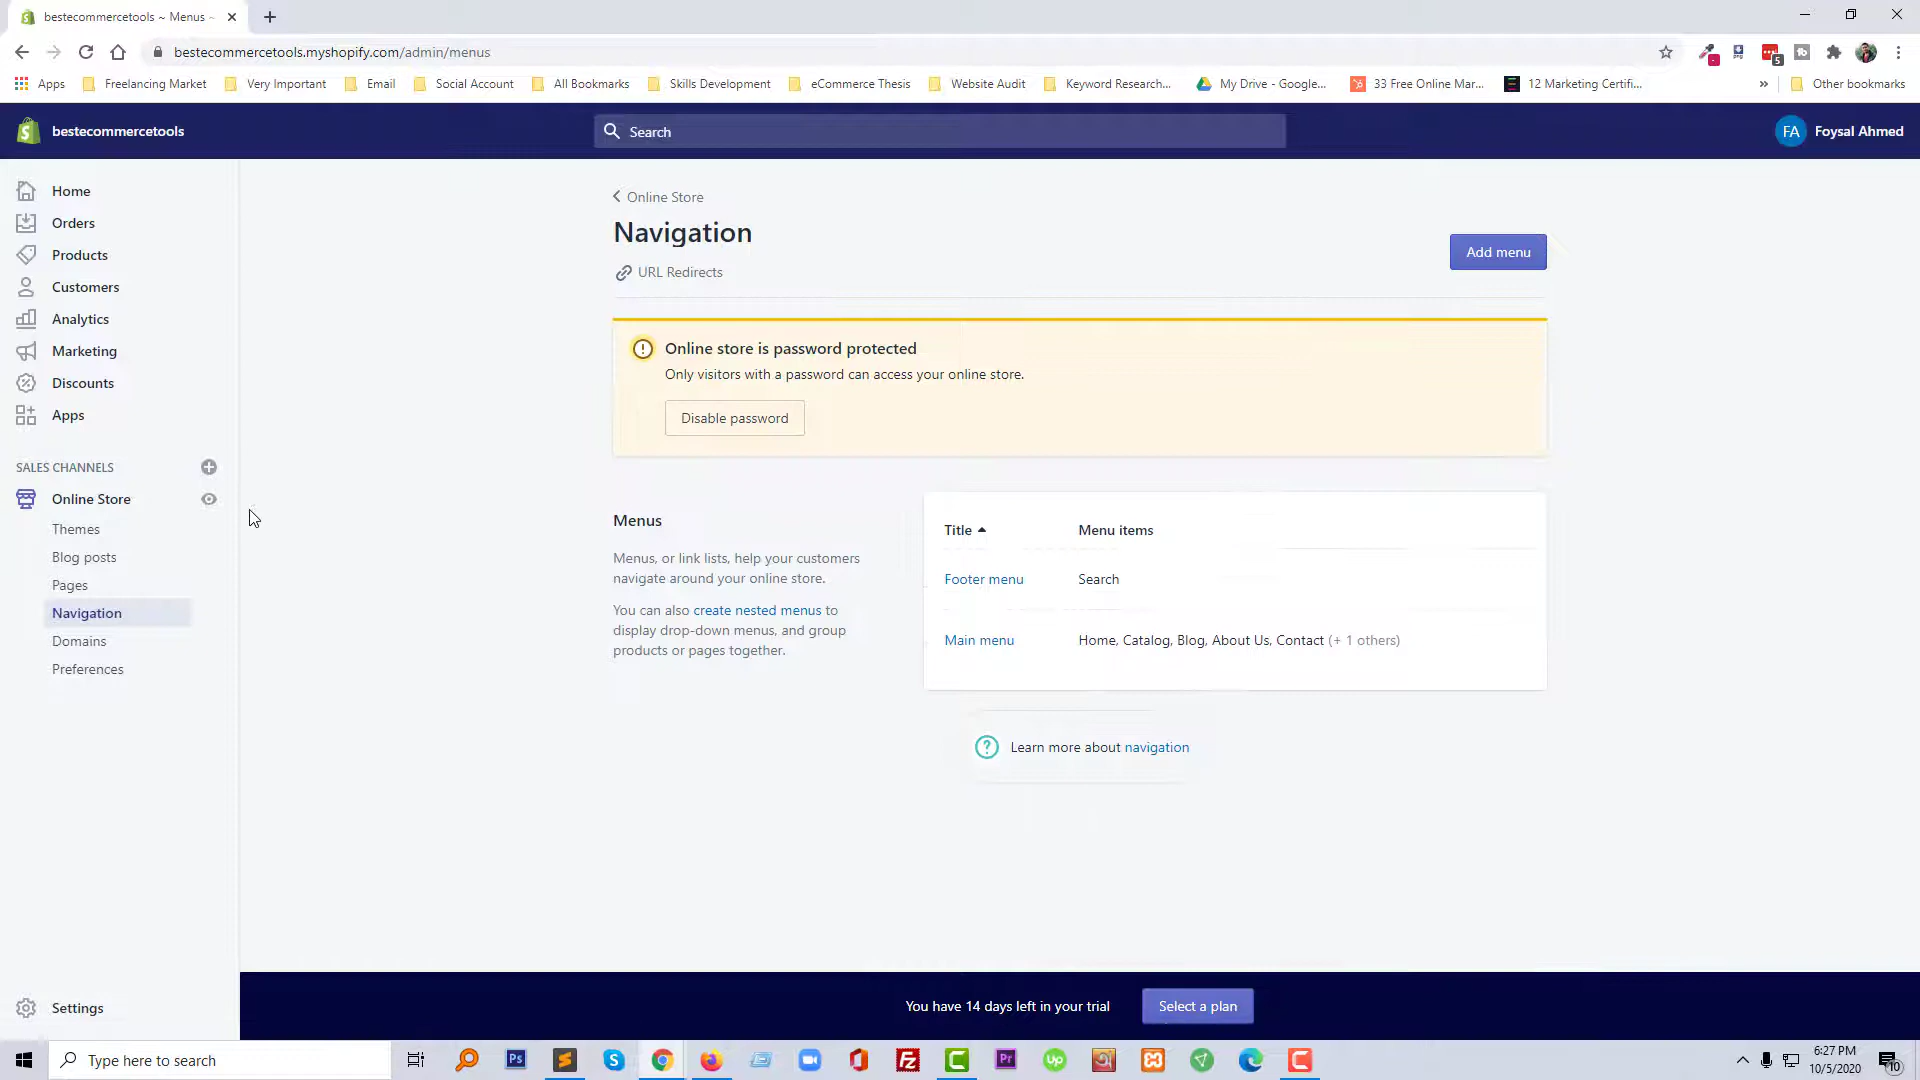 bestecommercetools ~ Menus ~
bestecommercetools.myshopify.com/admin/menus
5
Apps
Freelancing Market
Very Important
Email
Social Account
All Bookmarks
Skills Development
eCommerce Thesis
Website Audit
Keyword Research...
My Drive - Google...
33 Free Online Mar...
12 Marketing Certifi...
»
Other bookmarks
bestecommercetools
Search
FA
Foysal Ahmed
Home
Orders
Products
Customers
Analytics
Marketing
Discounts
Apps
SALES CHANNELS
Online Store
Themes
Blog posts
Pages
Navigation
Domains
Preferences
Settings
Online Store
Navigation
URL Redirects
Add menu
Online store is password protected
Only visitors with a password can access your online store.
Disable password
Menus
Menus, or link lists, help your customers
navigate around your online store.
You can also create nested menus to
display drop-down menus, and group
products or pages together.
Title
Menu items
Footer menu
Search
Main menu
Home, Catalog, Blog, About Us, Contact (+ 1 others)
Learn more about navigation
You have 14 days left in your trial
Select a plan
Type here to search
Ps
S
Fz
C
Pr
Up
C
6:27 PM
10/5/2020
10